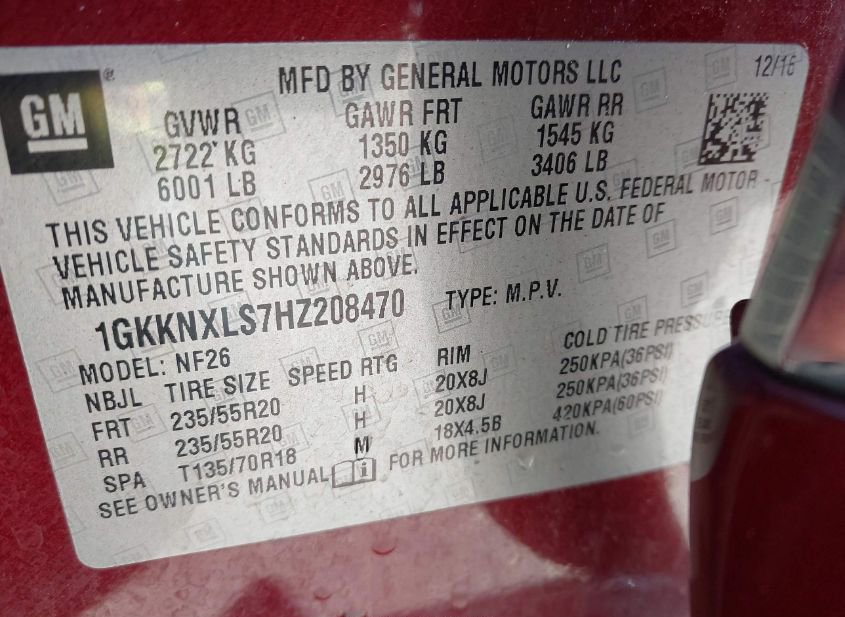 GM
MFD BY GENERAL MOTORS LLC
12/16
GVWR GAWR FRT GAWR RR
2722 KG 1350 KG 1545 KG
6001 LB 2976 LB 3406 LB
THIS VEHICLE CONFORMS TO ALL APPLICABLE U.S. FEDERAL MOTOR
VEHICLE SAFETY STANDARDS IN EFFECT ON THE DATE OF
MANUFACTURE SHOWN ABOVE.
1GKKNXLS7HZ208470 TYPE: M.P.V.
MODEL: NF26
NBJL TIRE SIZE SPEED RTG RIM COLD TIRE PRESSURE
FRT 235/55R20 H 20X8J 250KPA(36PSI)
RR 235/55R20 H 20X8J 250KPA(36PSI)
SPA T135/70R18 M 18X4.5B 420KPA(60PSI)
SEE OWNER'S MANUAL FOR MORE INFORMATION.